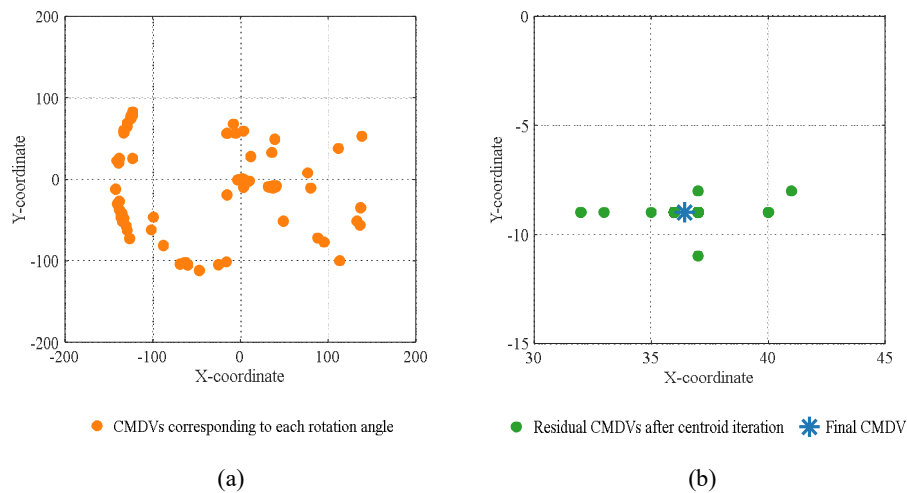 200
100
0
-100
-200
-200
-100
0
100
200
Y-coordinate
X-coordinate
CMDVs corresponding to each rotation angle
(a)
0
-5
-10
-15
30
35
40
45
Y-coordinate
X-coordinate
Residual CMDVs after centroid iteration
Final CMDV
(b)